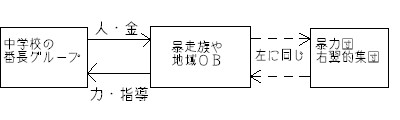 人・金
中学校の
番長グループ
力・指導
暴走族や
地域ＯＢ
左に同じ
暴力団
右翼的集団